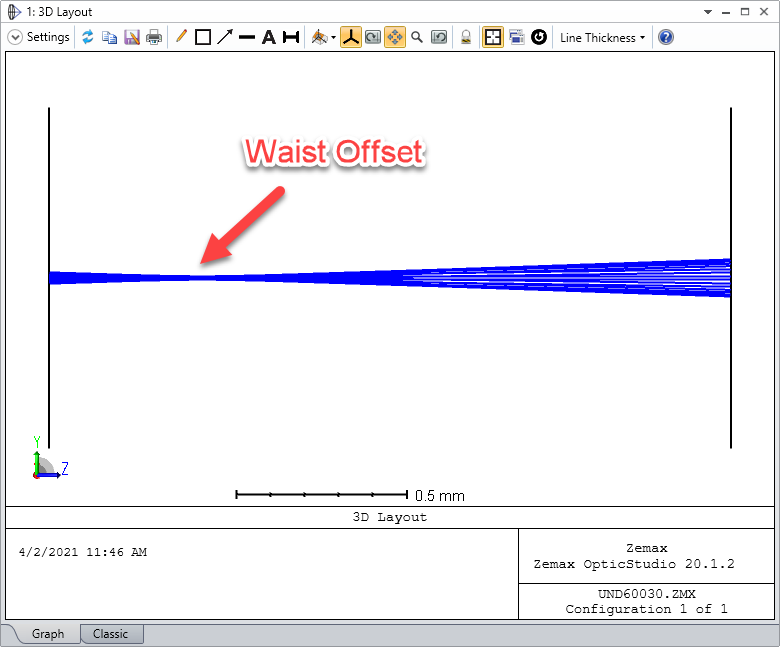 1: 3D Layout
Settings
Line Thickness
Waist Offset
Y
Z
0.5 mm
3D Layout
4/2/2021 11:46 AM
Zemax
Zemax OpticStudio 20.1.2
UND60030.ZMX
Configuration 1 of 1
Graph
Classic